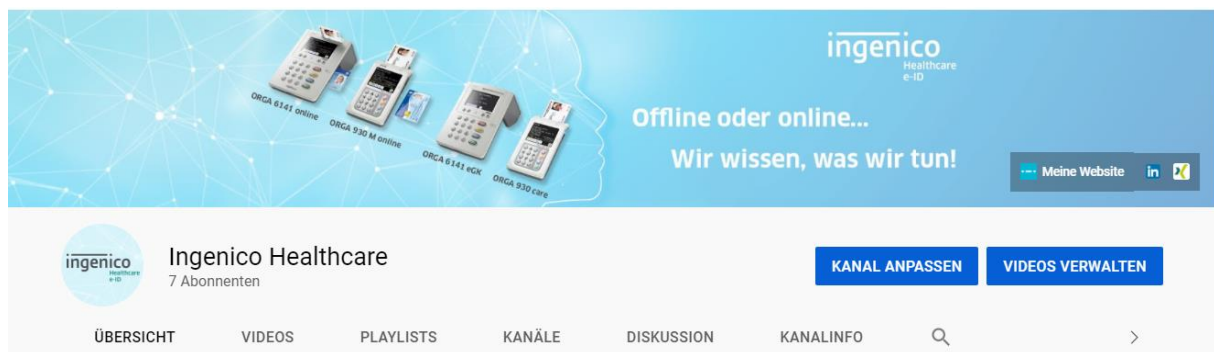 ingenico
Healthcare
e-ID
ORGA 6141 online
ORGA 930 M online
ORGA 6141 eGK
ORGA 930 care
Offline oder online...
Wir wissen, was wir tun!
Meine Website in
ingenico
Healthcare
e-ID
Ingenico Healthcare
7 Abonnenten
KANAL ANPASSEN VIDEOS VERWALTEN
ÜBERSICHT VIDEOS PLAYLISTS KANÄLE DISKUSSION KANALINFO